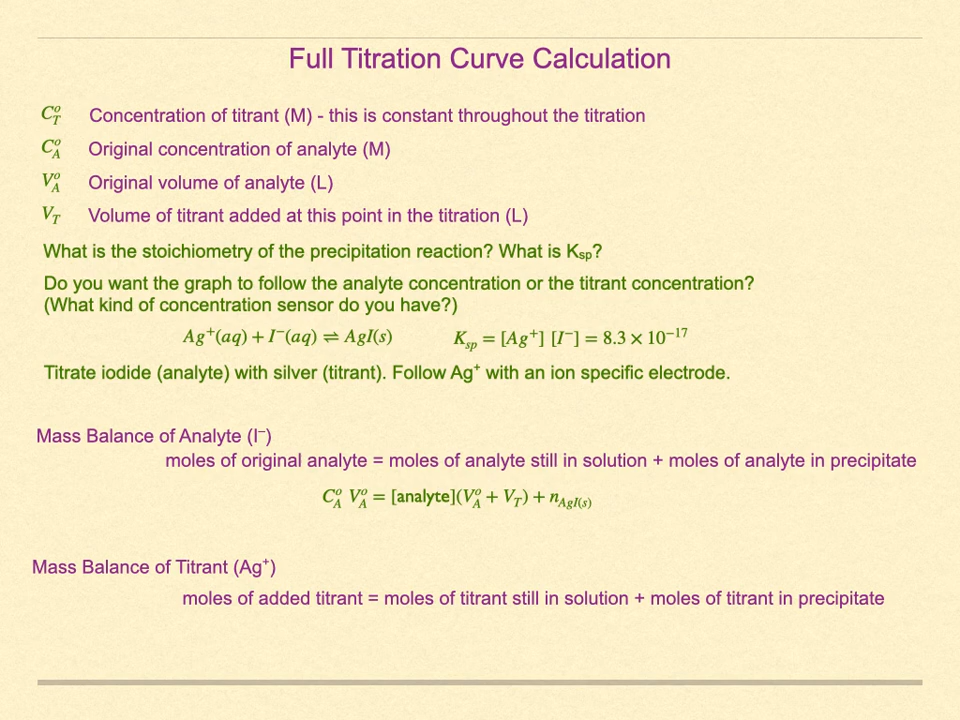 Full Titration Curve Calculation
C°T Concentration of titrant (M) - this is constant throughout the titration
C°A Original concentration of analyte (M)
V°A Original volume of analyte (L)
VT Volume of titrant added at this point in the titration (L)
What is the stoichiometry of the precipitation reaction? What is Ksp?
Do you want the graph to follow the analyte concentration or the titrant concentration?
(What kind of concentration sensor do you have?)
Ag⁺(aq) + I⁻(aq) ⇌ AgI(s) Ksp = [Ag⁺] [I⁻] = 8.3 × 10⁻¹⁷
Titrate iodide (analyte) with silver (titrant). Follow Ag⁺ with an ion specific electrode.
Mass Balance of Analyte (I⁻)
moles of original analyte = moles of analyte still in solution + moles of analyte in precipitate
C°A V°A = [analyte](V°A + VT) + nAgI(s)
Mass Balance of Titrant (Ag⁺)
moles of added titrant = moles of titrant still in solution + moles of titrant in precipitate